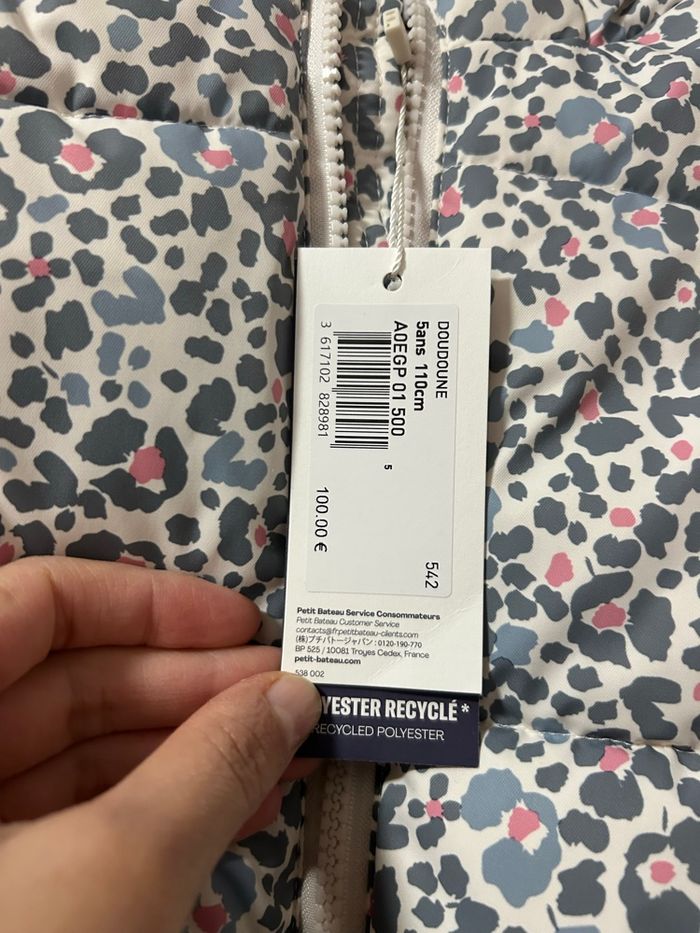 DOUDOUNE
5ans 110cm
A0EGP 01 500
5
3 617102 828981
100.00 €
542
Petit Bateau Service Consommateurs
Petit Bateau Customer Service
contacts@fr.petitbateau-clients.com
(株)プチバトージャパン : 0120-190-770
BP 525 / 10081 Troyes Cedex, France
petit-bateau.com
538 002
YESTER RECYCLÉ*
RECYCLED POLYESTER